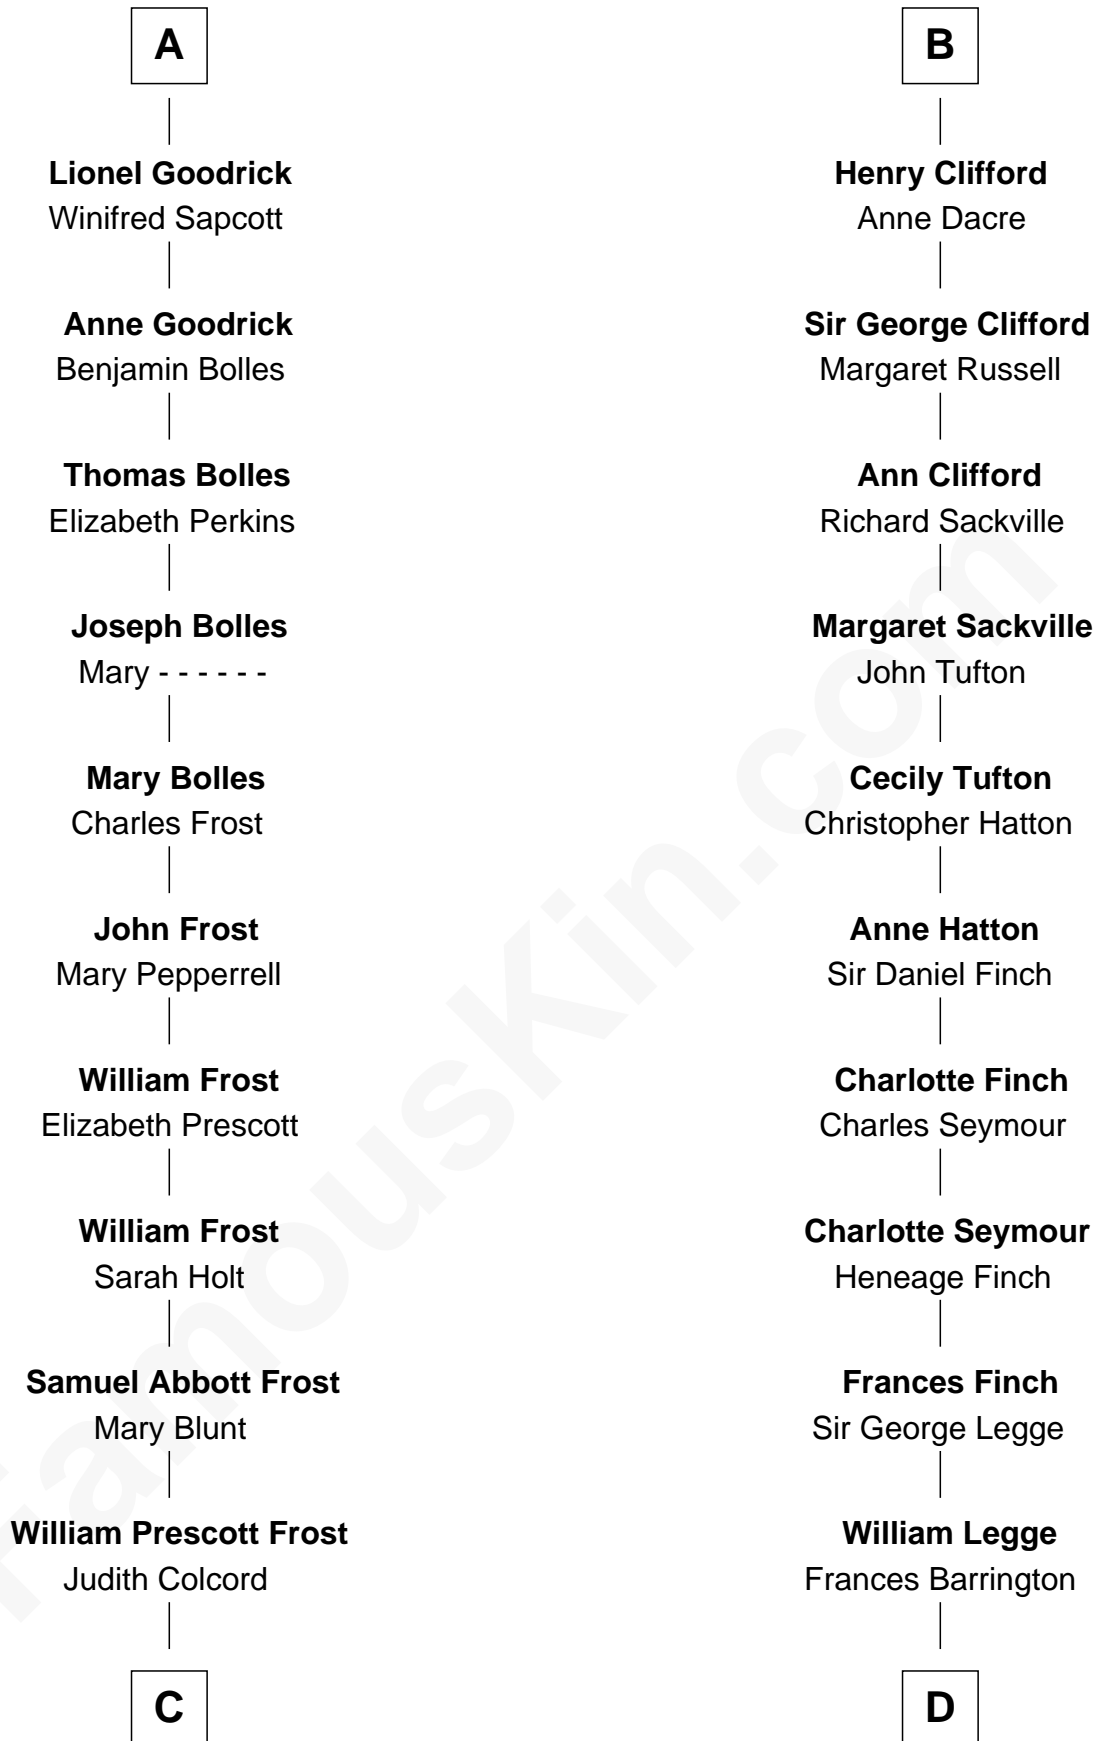 A
Lionel Goodrick
Winifred Sapcott
Anne Goodrick
Benjamin Bolles
Thomas Bolles
Elizabeth Perkins
Joseph Bolles
Mary - - - - - -
Mary Bolles
Charles Frost
John Frost
Mary Pepperrell
William Frost
Elizabeth Prescott
William Frost
Sarah Holt
Samuel Abbott Frost
Mary Blunt
William Prescott Frost
Judith Colcord
C
B
Henry Clifford
Anne Dacre
Sir George Clifford
Margaret Russell
Ann Clifford
Richard Sackville
Margaret Sackville
John Tufton
Cecily Tufton
Christopher Hatton
Anne Hatton
Sir Daniel Finch
Charlotte Finch
Charles Seymour
Charlotte Seymour
Heneage Finch
Frances Finch
Sir George Legge
William Legge
Frances Barrington
D
FamousKin.com